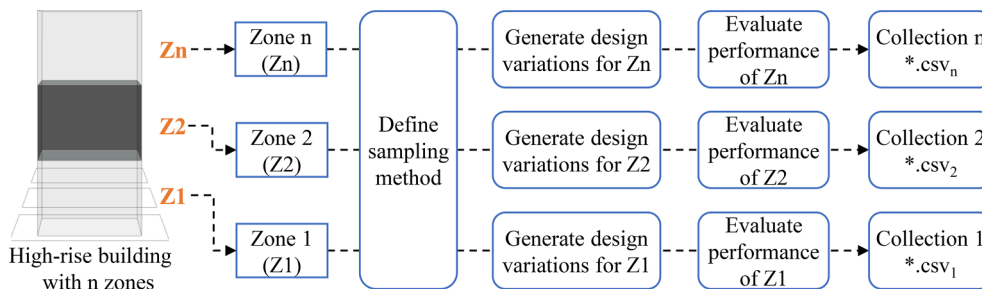 Zn
Z2
Z1
High-rise building
with n zones
Zone n
(Zn)
Zone 2
(Z2)
Zone 1
(Z1)
Define
sampling
method
Generate design
variations for Zn
Generate design
variations for Z2
Generate design
variations for Z1
Evaluate
performance
of Zn
Evaluate
performance
of Z2
Evaluate
performance
of Z1
Collection n
*.csvₙ
Collection 2
*.csv₂
Collection 1
*.csv₁